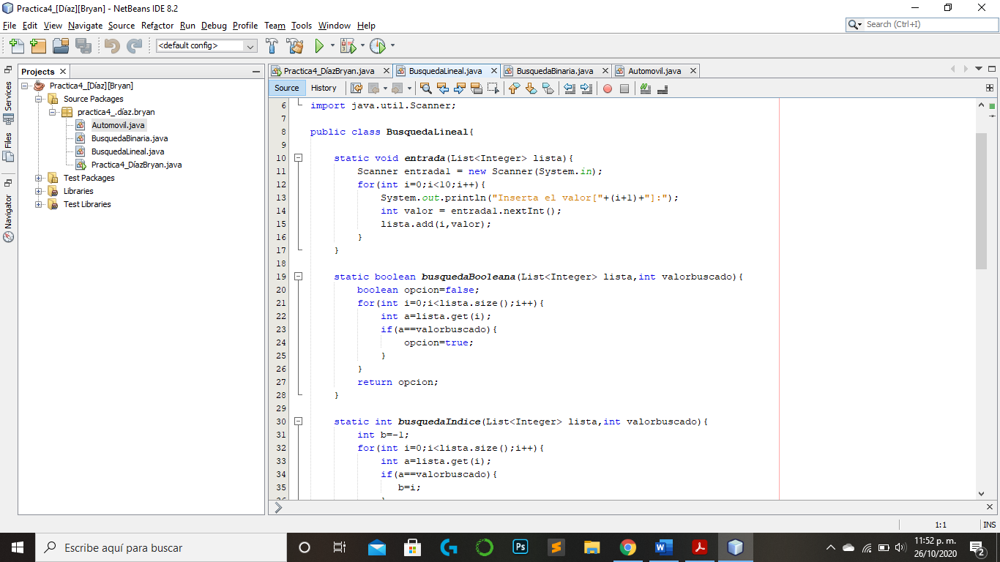 Practica4_[Díaz][Bryan] - NetBeans IDE 8.2
File Edit View Navigate Source Refactor Run Debug Profile Team Tools Window Help
Search (Ctrl+I)
<default config>
Projects
Services
Files
Navigator
Practica4_[Díaz][Bryan]
Source Packages
practica4_.díaz.bryan
Automovil.java
BusquedaBinaria.java
BusquedaLineal.java
Practica4_DíazBryan.java
Test Packages
Libraries
Test Libraries
Practica4_DíazBryan.java BusquedaLineal.java BusquedaBinaria.java Automovil.java
Source History
6 import java.util.Scanner;
7
8 public class BusquedaLineal{
9
10 static void entrada(List<Integer> lista){
11 Scanner entrada1 = new Scanner(System.in);
12 for(int i=0;i<10;i++){
13 System.out.println("Inserta el valor["+(i+1)+"]:");
14 int valor = entrada1.nextInt();
15 lista.add(i,valor);
16 }
17 }
18
19 static boolean busquedaBooleana(List<Integer> lista,int valorbuscado){
20 boolean opcion=false;
21 for(int i=0;i<lista.size();i++){
22 int a=lista.get(i);
23 if(a==valorbuscado){
24 opcion=true;
25 }
26 }
27 return opcion;
28 }
29
30 static int busquedaIndice(List<Integer> lista,int valorbuscado){
31 int b=-1;
32 for(int i=0;i<lista.size();i++){
33 int a=lista.get(i);
34 if(a==valorbuscado){
35 b=i;
1:1 INS
Escribe aquí para buscar
Ps
11:52 p. m.
26/10/2020
2